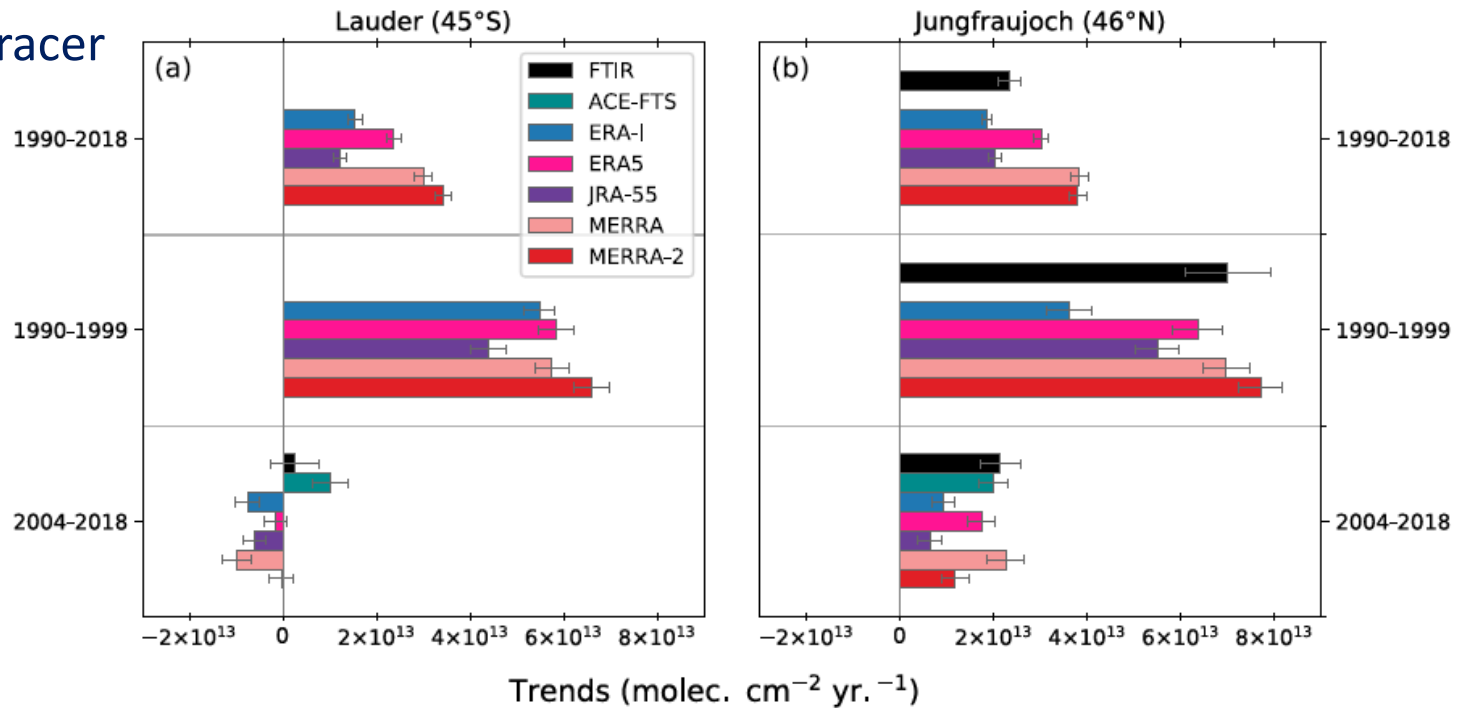 racer
Lauder (45°S)
Jungfraujoch (46°N)
(a)
FTIR
ACE-FTS
ERA-I
ERA5
JRA-55
MERRA
MERRA-2
(b)
1990–2018
1990–1999
2004–2018
1990–2018
1990–1999
2004–2018
−2×10¹³ 0 2×10¹³ 4×10¹³ 6×10¹³ 8×10¹³
−2×10¹³ 0 2×10¹³ 4×10¹³ 6×10¹³ 8×10¹³
Trends (molec. cm⁻² yr.⁻¹)